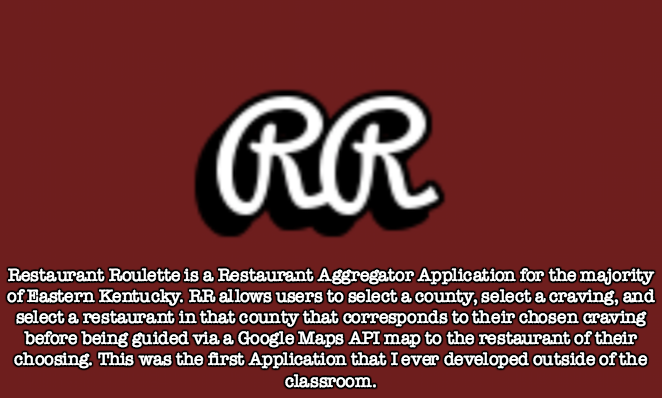 RR
Restaurant Roulette is a Restaurant Aggregator Application for the majority
of Eastern Kentucky. RR allows users to select a county, select a craving, and
select a restaurant in that county that corresponds to their chosen craving
before being guided via a Google Maps API map to the restaurant of their
choosing. This was the first Application that I ever developed outside of the
classroom.